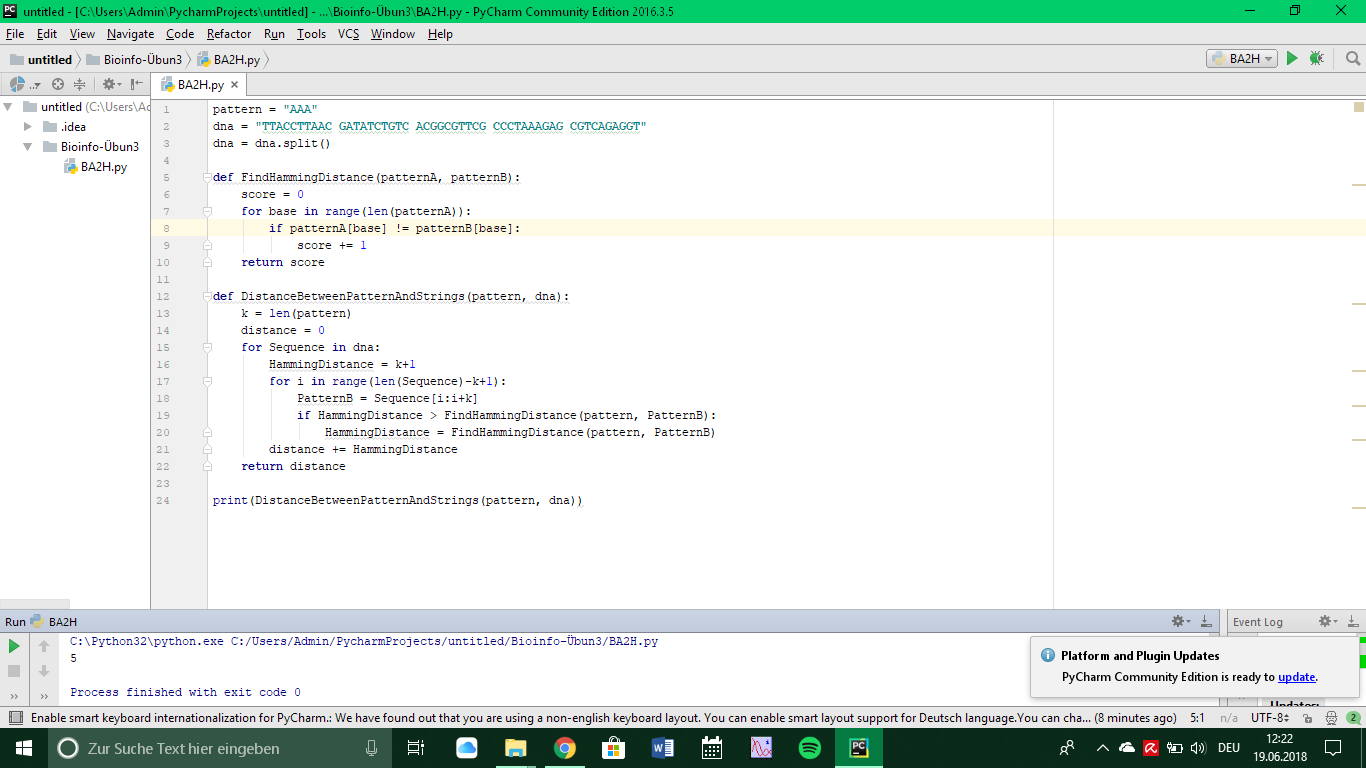 untitled - [C:\Users\Admin\PycharmProjects\untitled] - ...\Bioinfo-Übun3\BA2H.py - PyCharm Community Edition 2016.3.5
File Edit View Navigate Code Refactor Run Tools VCS Window Help
untitled Bioinfo-Übun3 BA2H.py BA2H
BA2H.py
untitled (C:\Users\Ac
.idea
Bioinfo-Übun3
BA2H.py
1 pattern = "AAA"
2 dna = "TTACCTTAAC GATATCTGTC ACGGCGTTCG CCCTAAAGAG CGTCAGAGGT"
3 dna = dna.split()
4
5 def FindHammingDistance(patternA, patternB):
6     score = 0
7     for base in range(len(patternA)):
8         if patternA[base] != patternB[base]:
9             score += 1
10     return score
11
12 def DistanceBetweenPatternAndStrings(pattern, dna):
13     k = len(pattern)
14     distance = 0
15     for Sequence in dna:
16         HammingDistance = k+1
17         for i in range(len(Sequence)-k+1):
18             PatternB = Sequence[i:i+k]
19             if HammingDistance > FindHammingDistance(pattern, PatternB):
20                 HammingDistance = FindHammingDistance(pattern, PatternB)
21         distance += HammingDistance
22     return distance
23
24 print(DistanceBetweenPatternAndStrings(pattern, dna))
Run BA2H
C:\Python32\python.exe C:/Users/Admin/PycharmProjects/untitled/Bioinfo-Übun3/BA2H.py
5
Process finished with exit code 0
Event Log
Platform and Plugin Updates
PyCharm Community Edition is ready to update.
Enable smart keyboard internationalization for PyCharm.: We have found out that you are using a non-english keyboard layout. You can enable smart layout support for Deutsch language.You can cha... (8 minutes ago) 5:1 n/a UTF-8 2
Zur Suche Text hier eingeben
DEU
12:22
19.06.2018